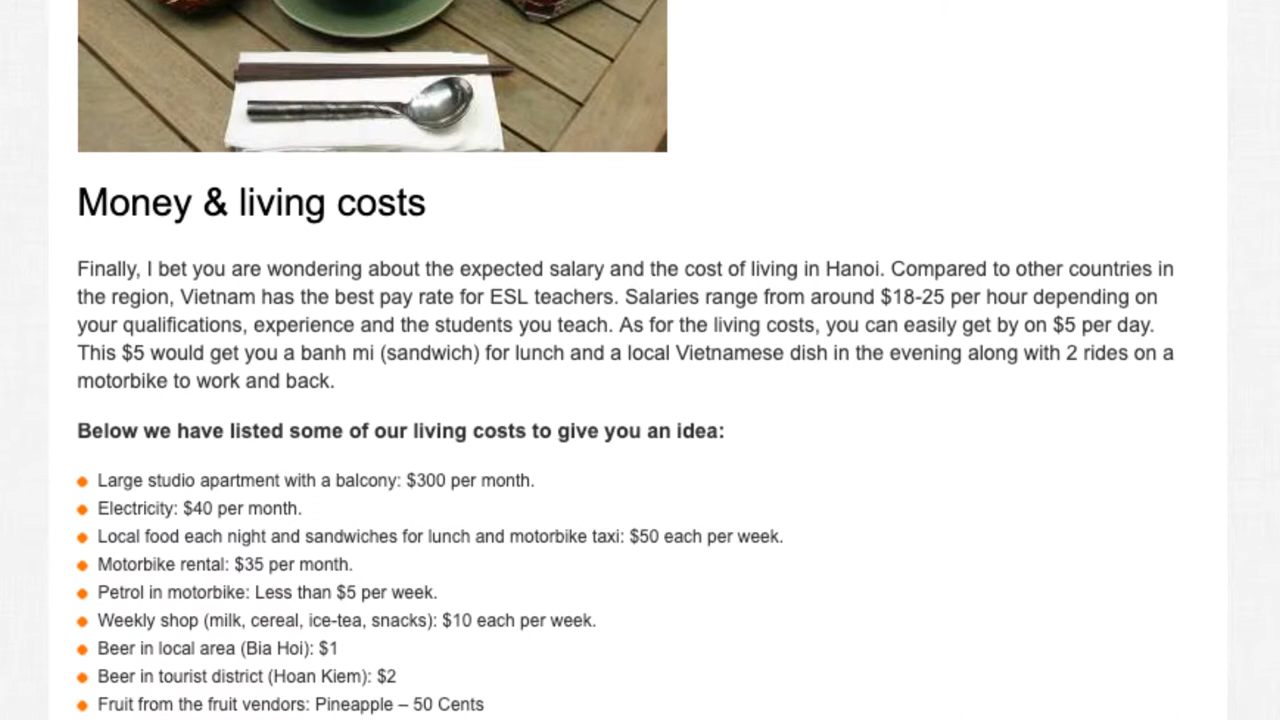 Money & living costs
Finally, I bet you are wondering about the expected salary and the cost of living in Hanoi. Compared to other countries in
the region, Vietnam has the best pay rate for ESL teachers. Salaries range from around $18-25 per hour depending on
your qualifications, experience and the students you teach. As for the living costs, you can easily get by on $5 per day.
This $5 would get you a banh mi (sandwich) for lunch and a local Vietnamese dish in the evening along with 2 rides on a
motorbike to work and back.
Below we have listed some of our living costs to give you an idea:
Large studio apartment with a balcony: $300 per month.
Electricity: $40 per month.
Local food each night and sandwiches for lunch and motorbike taxi: $50 each per week.
Motorbike rental: $35 per month.
Petrol in motorbike: Less than $5 per week.
Weekly shop (milk, cereal, ice-tea, snacks): $10 each per week.
Beer in local area (Bia Hoi): $1
Beer in tourist district (Hoan Kiem): $2
Fruit from the fruit vendors: Pineapple – 50 Cents